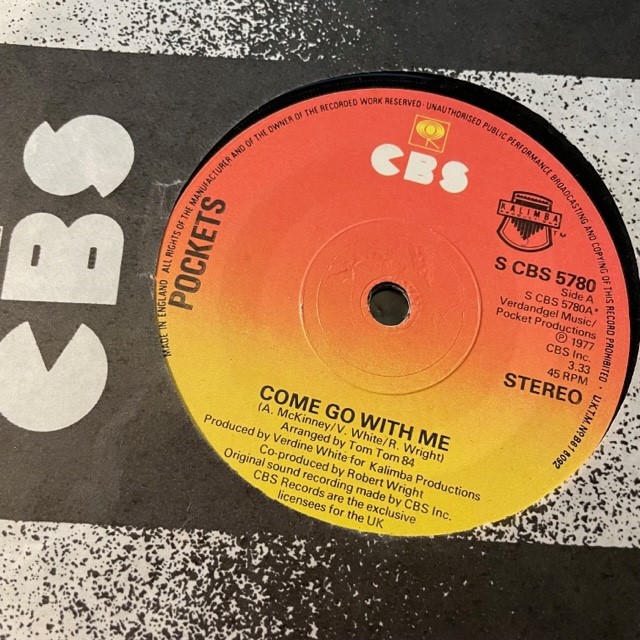 CBS
MADE IN ENGLAND · ALL RIGHTS OF THE MANUFACTURER AND OF THE OWNER OF THE RECORDED WORK RESERVED · UNAUTHORISED PUBLIC PERFORMANCE BROADCASTING AND COPYING OF THIS RECORD PROHIBITED · U.K.T.M. No. 861 8092
CBS
KALIMBA
TM
POCKETS
S CBS 5780
Side A
S CBS 5780A*
Verdangel Music/
Pocket Productions
℗ 1977
CBS Inc.
3.33
45 RPM
STEREO
COME GO WITH ME
(A. McKinney/V. White/R. Wright)
Arranged by Tom Tom 84
Produced by Verdine White for Kalimba Productions
Co-produced by Robert Wright
Original sound recording made by CBS Inc.
CBS Records are the exclusive
licensees for the UK